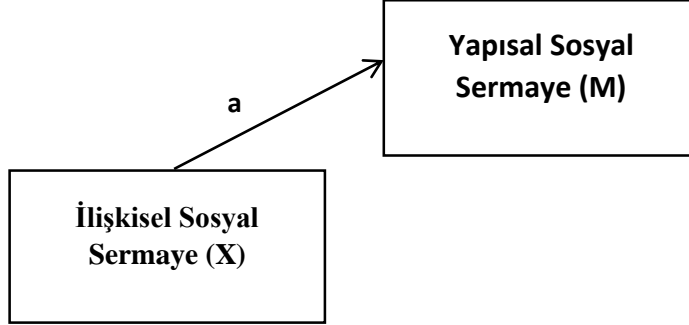 Yapısal Sosyal
Sermaye (M)
a
İlişkisel Sosyal
Sermaye (X)